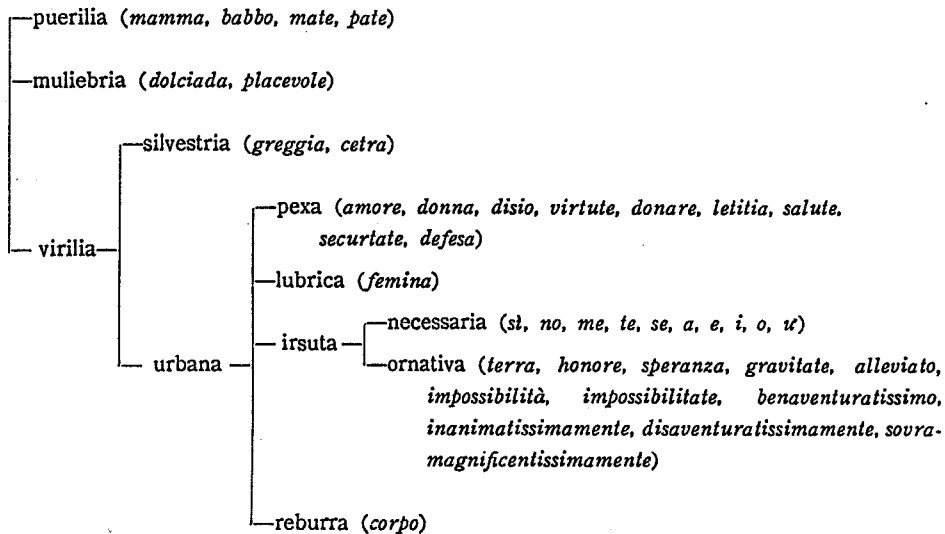 puerilia (mamma, babbo, mate, pate)
muliebria (dolciada, placevole)
silvestria (greggia, cetra)
pexa (amore, donna, disio, virtute, donare, letitia, salute.
securtate, defesa)
virilia
lubrica (femina)
necessaria (sì, no, me, te, se, a, e, i, o, u')
irsuta
urbana
ornativa (terra, honore, speranza, gravitate, alleviato,
impossibilità, impossibilitate, benaventuratissimo,
inanimatissimamente, disaventuratissimamente, sovra-
magnificentissimamente)
reburra (corpo)